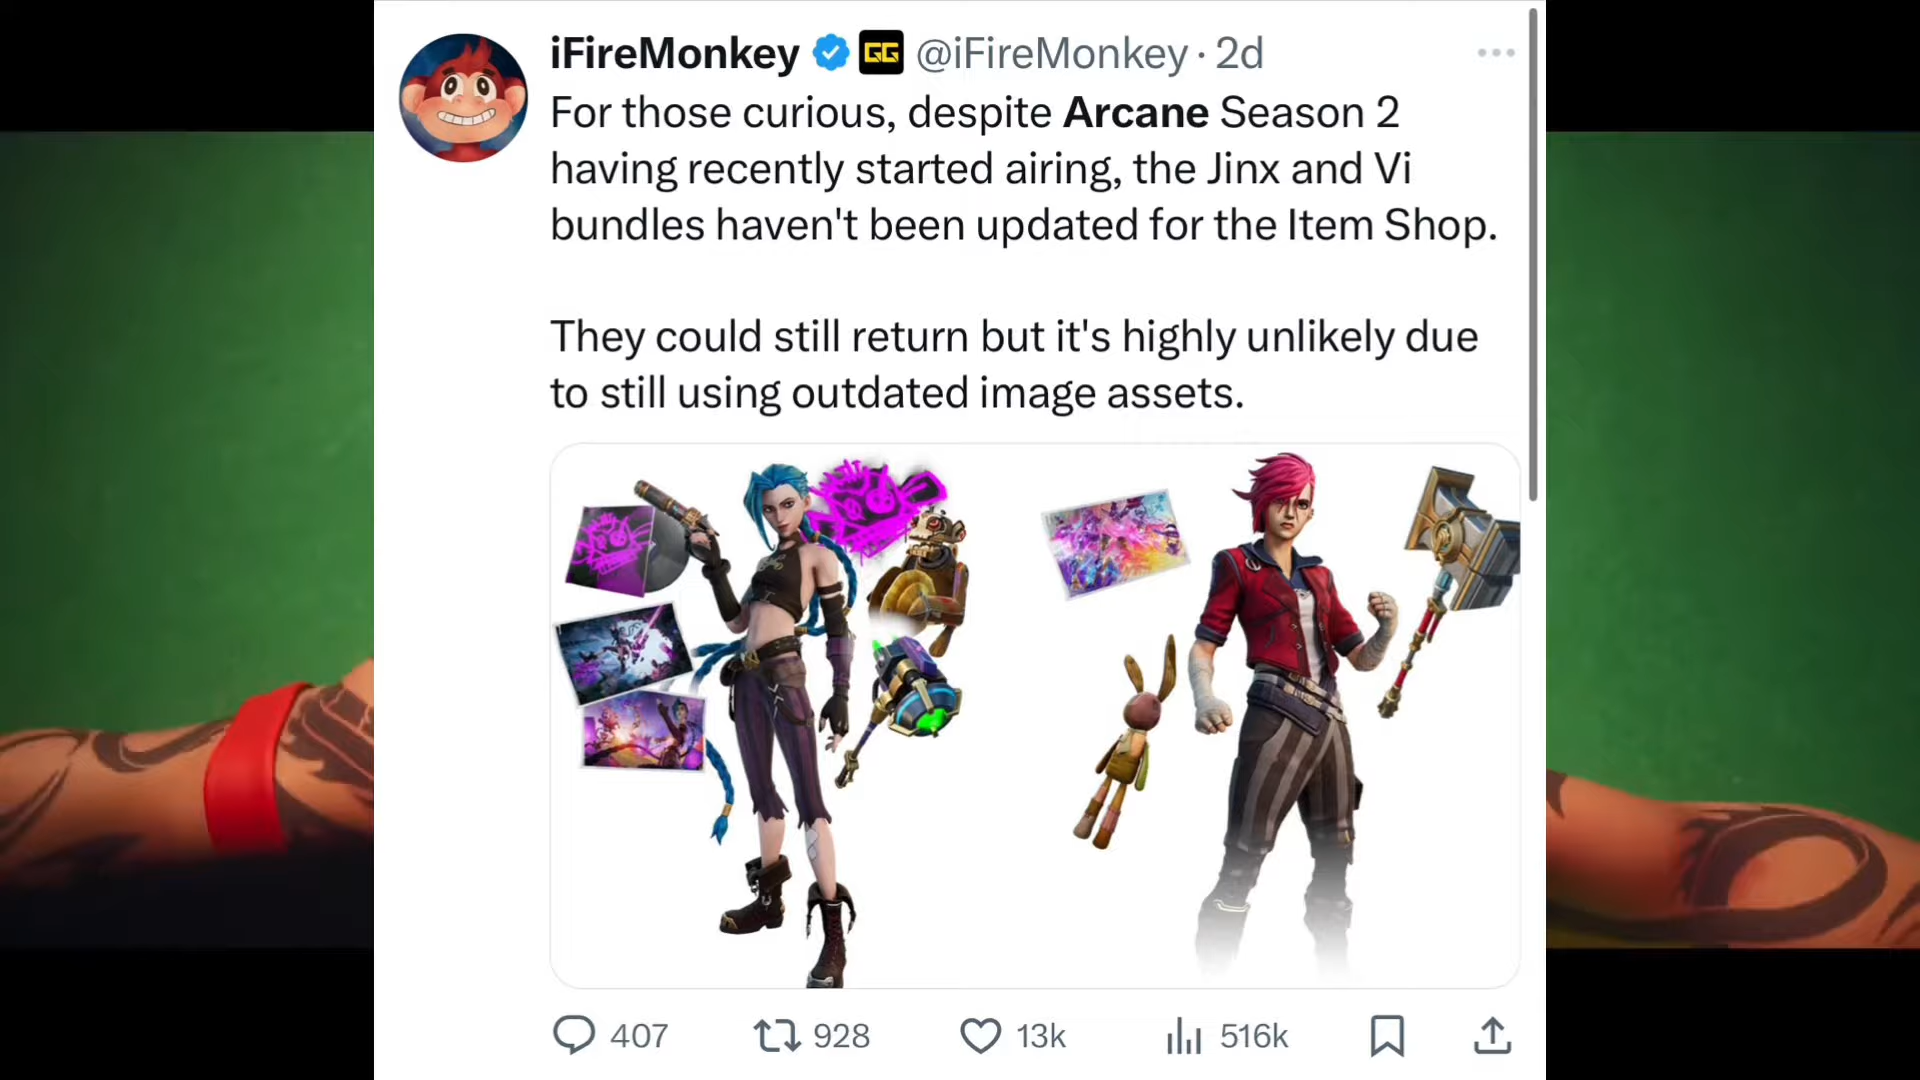 iFireMonkey GG @iFireMonkey · 2d
For those curious, despite Arcane Season 2
having recently started airing, the Jinx and Vi
bundles haven't been updated for the Item Shop.
They could still return but it's highly unlikely due
to still using outdated image assets.
407 928 13k 516k